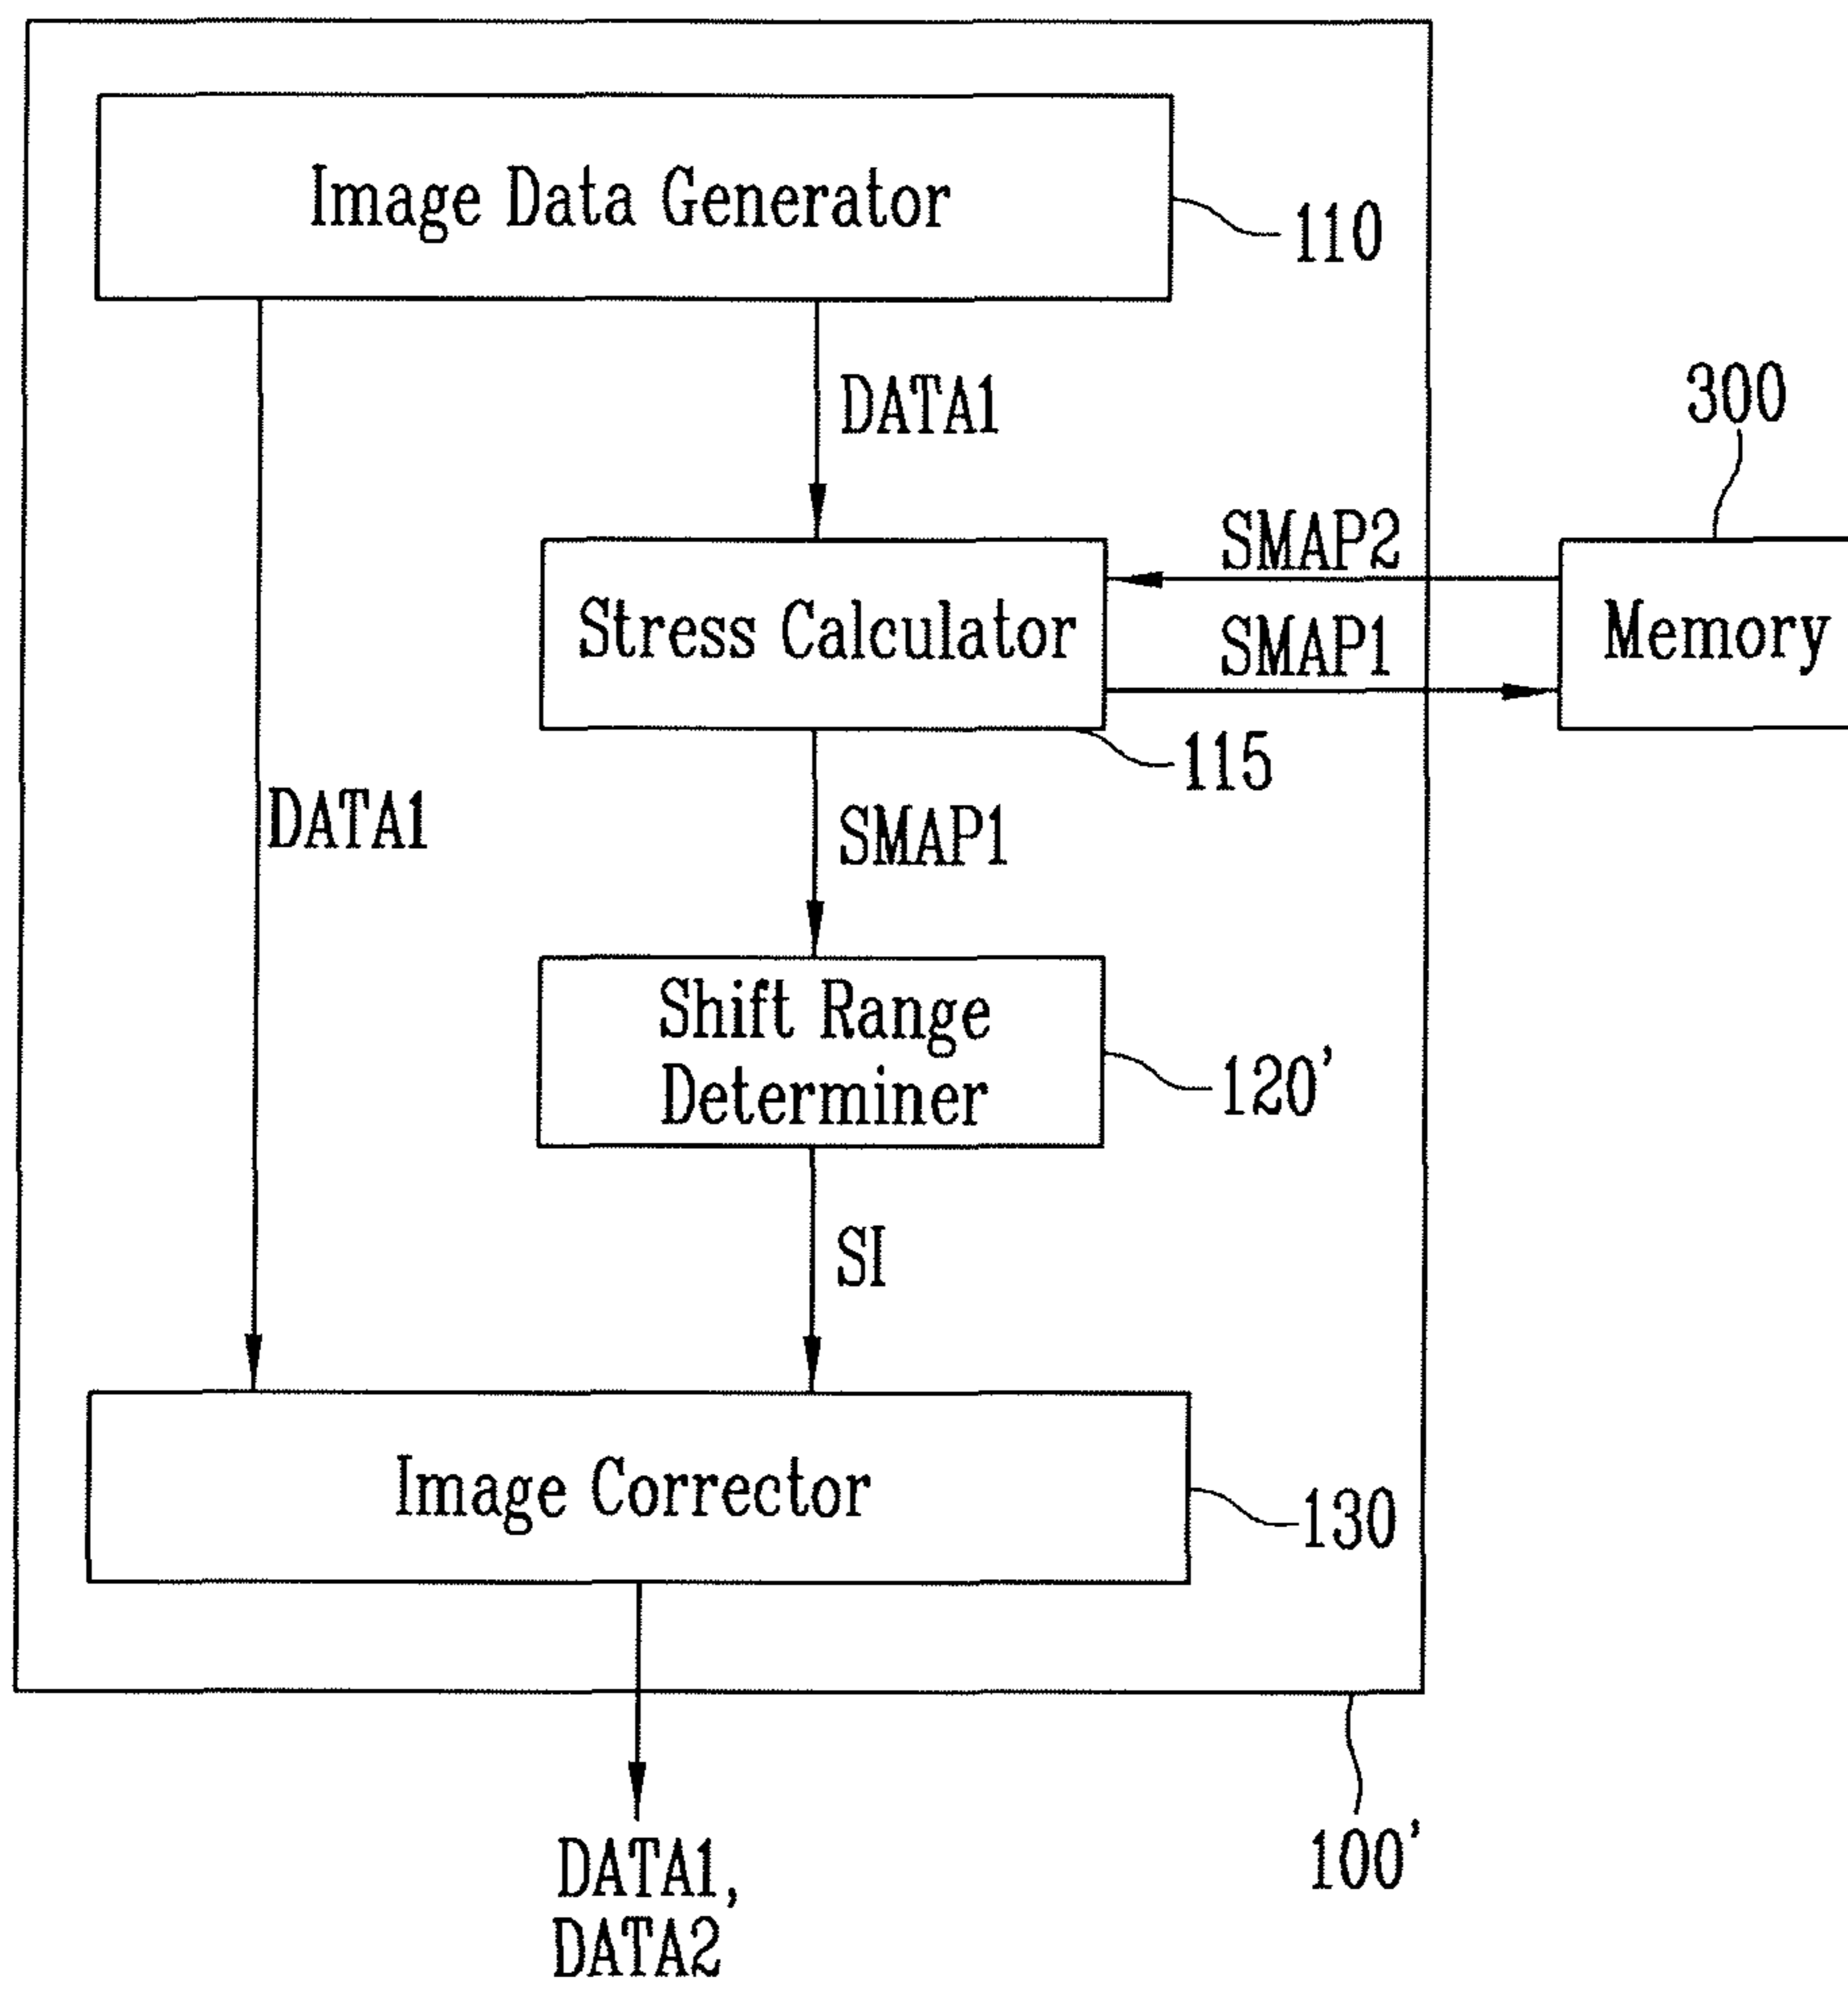 Image Data Generator
110
DATA1
300
SMAP2
Stress Calculator
SMAP1
Memory
115
DATA1
SMAP1
Shift Range
Determiner
120'
SI
Image Corrector
130
100'
DATA1,
DATA2